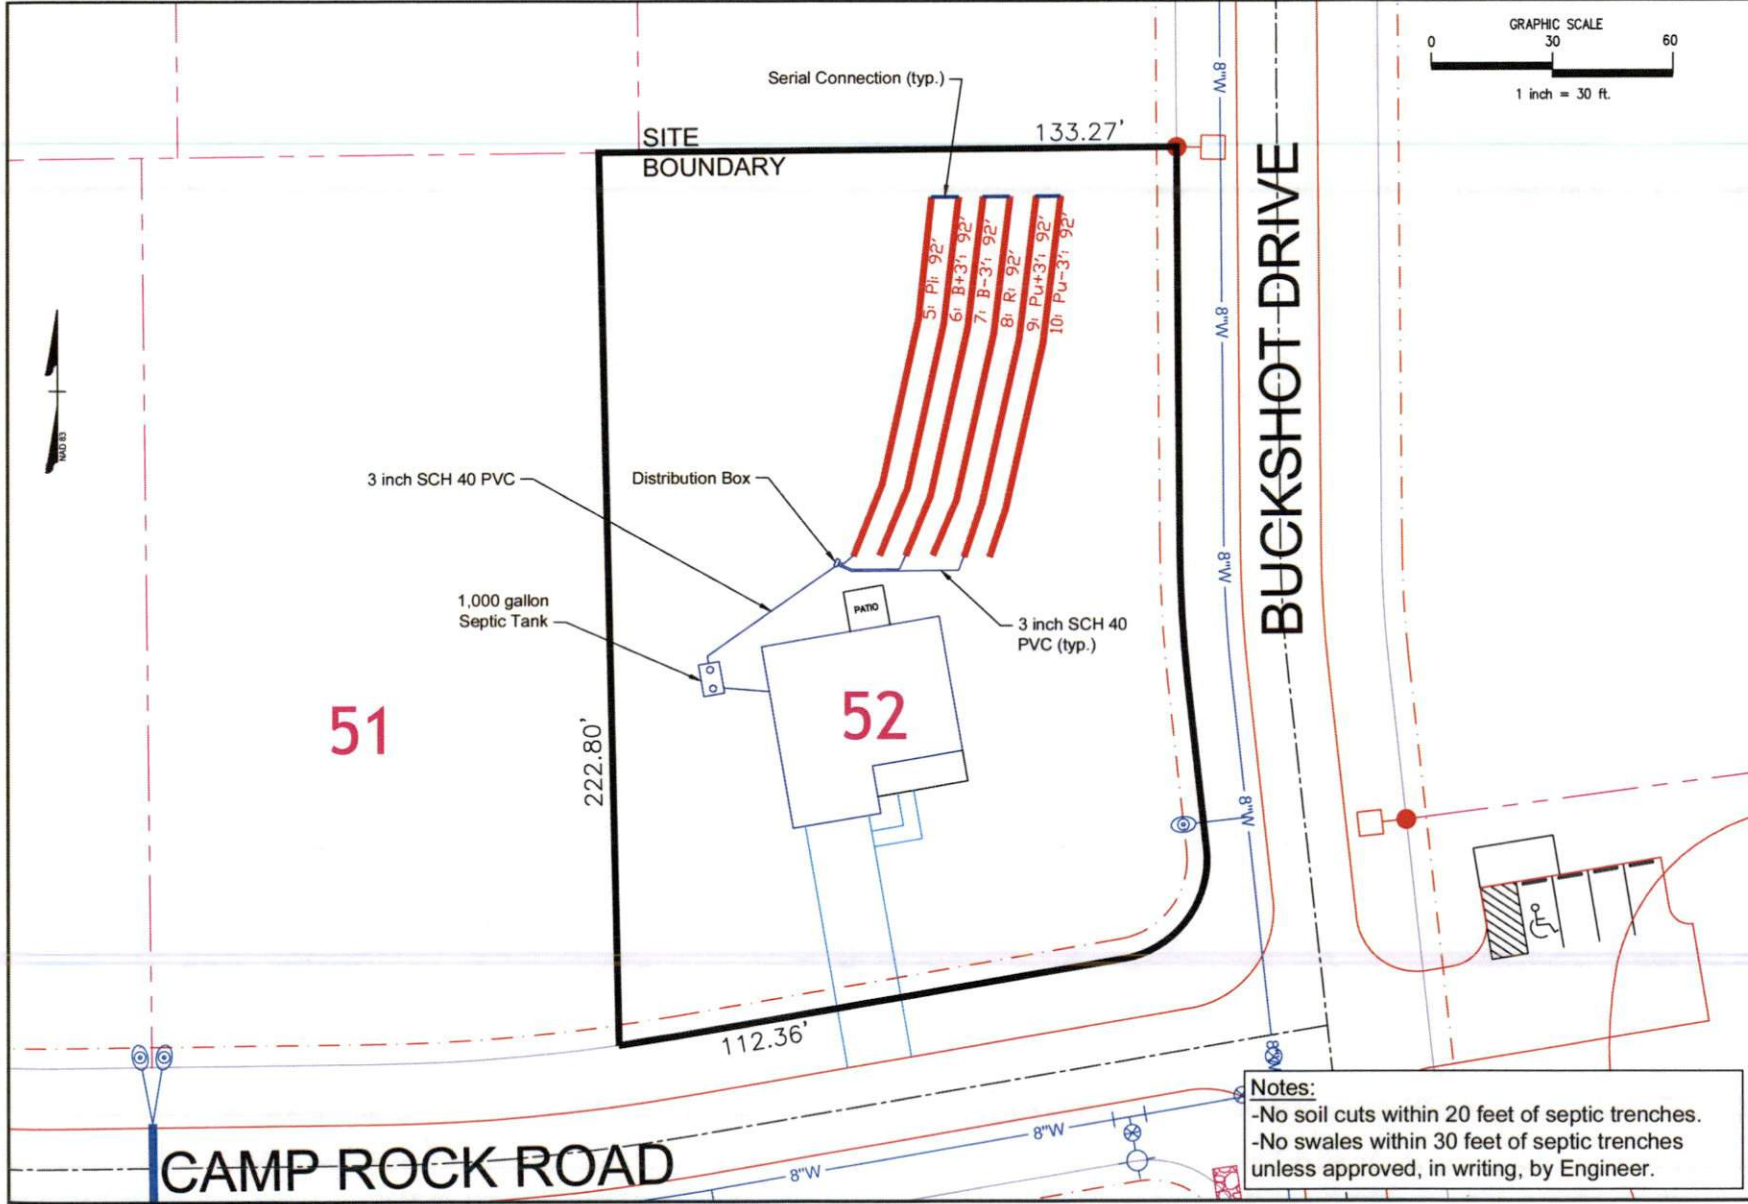 GRAPHIC SCALE
0 30 60
1 inch = 30 ft.
Serial Connection (typ.)
SITE
BOUNDARY
133.27'
8"W
BUCKSHOT DRIVE
5: Pl: 92'
6: B+3': 92'
7: B-3': 92'
8: R: 92'
9: Pu+3': 92'
10: Pu-3': 92'
8"W
NAD 83
3 inch SCH 40 PVC
Distribution Box
8"W
1,000 gallon
Septic Tank
PATIO
3 inch SCH 40
PVC (typ.)
51
52
222.80'
8"W
112.36'
8"W
8"W
8"W
CAMP ROCK ROAD
Notes:
-No soil cuts within 20 feet of septic trenches.
-No swales within 30 feet of septic trenches
unless approved, in writing, by Engineer.